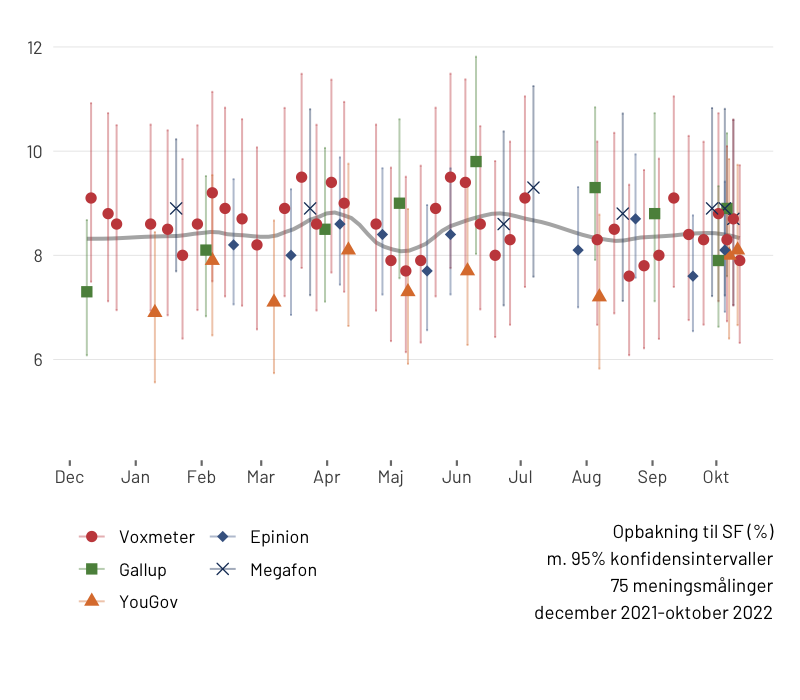 12
10
8
6
Dec Jan Feb Mar Apr Maj Jun Jul Aug Sep Okt
Voxmeter Epinion
Gallup Megafon
YouGov
Opbakning til SF (%)
m. 95% konfidensintervaller
75 meningsmålinger
december 2021-oktober 2022